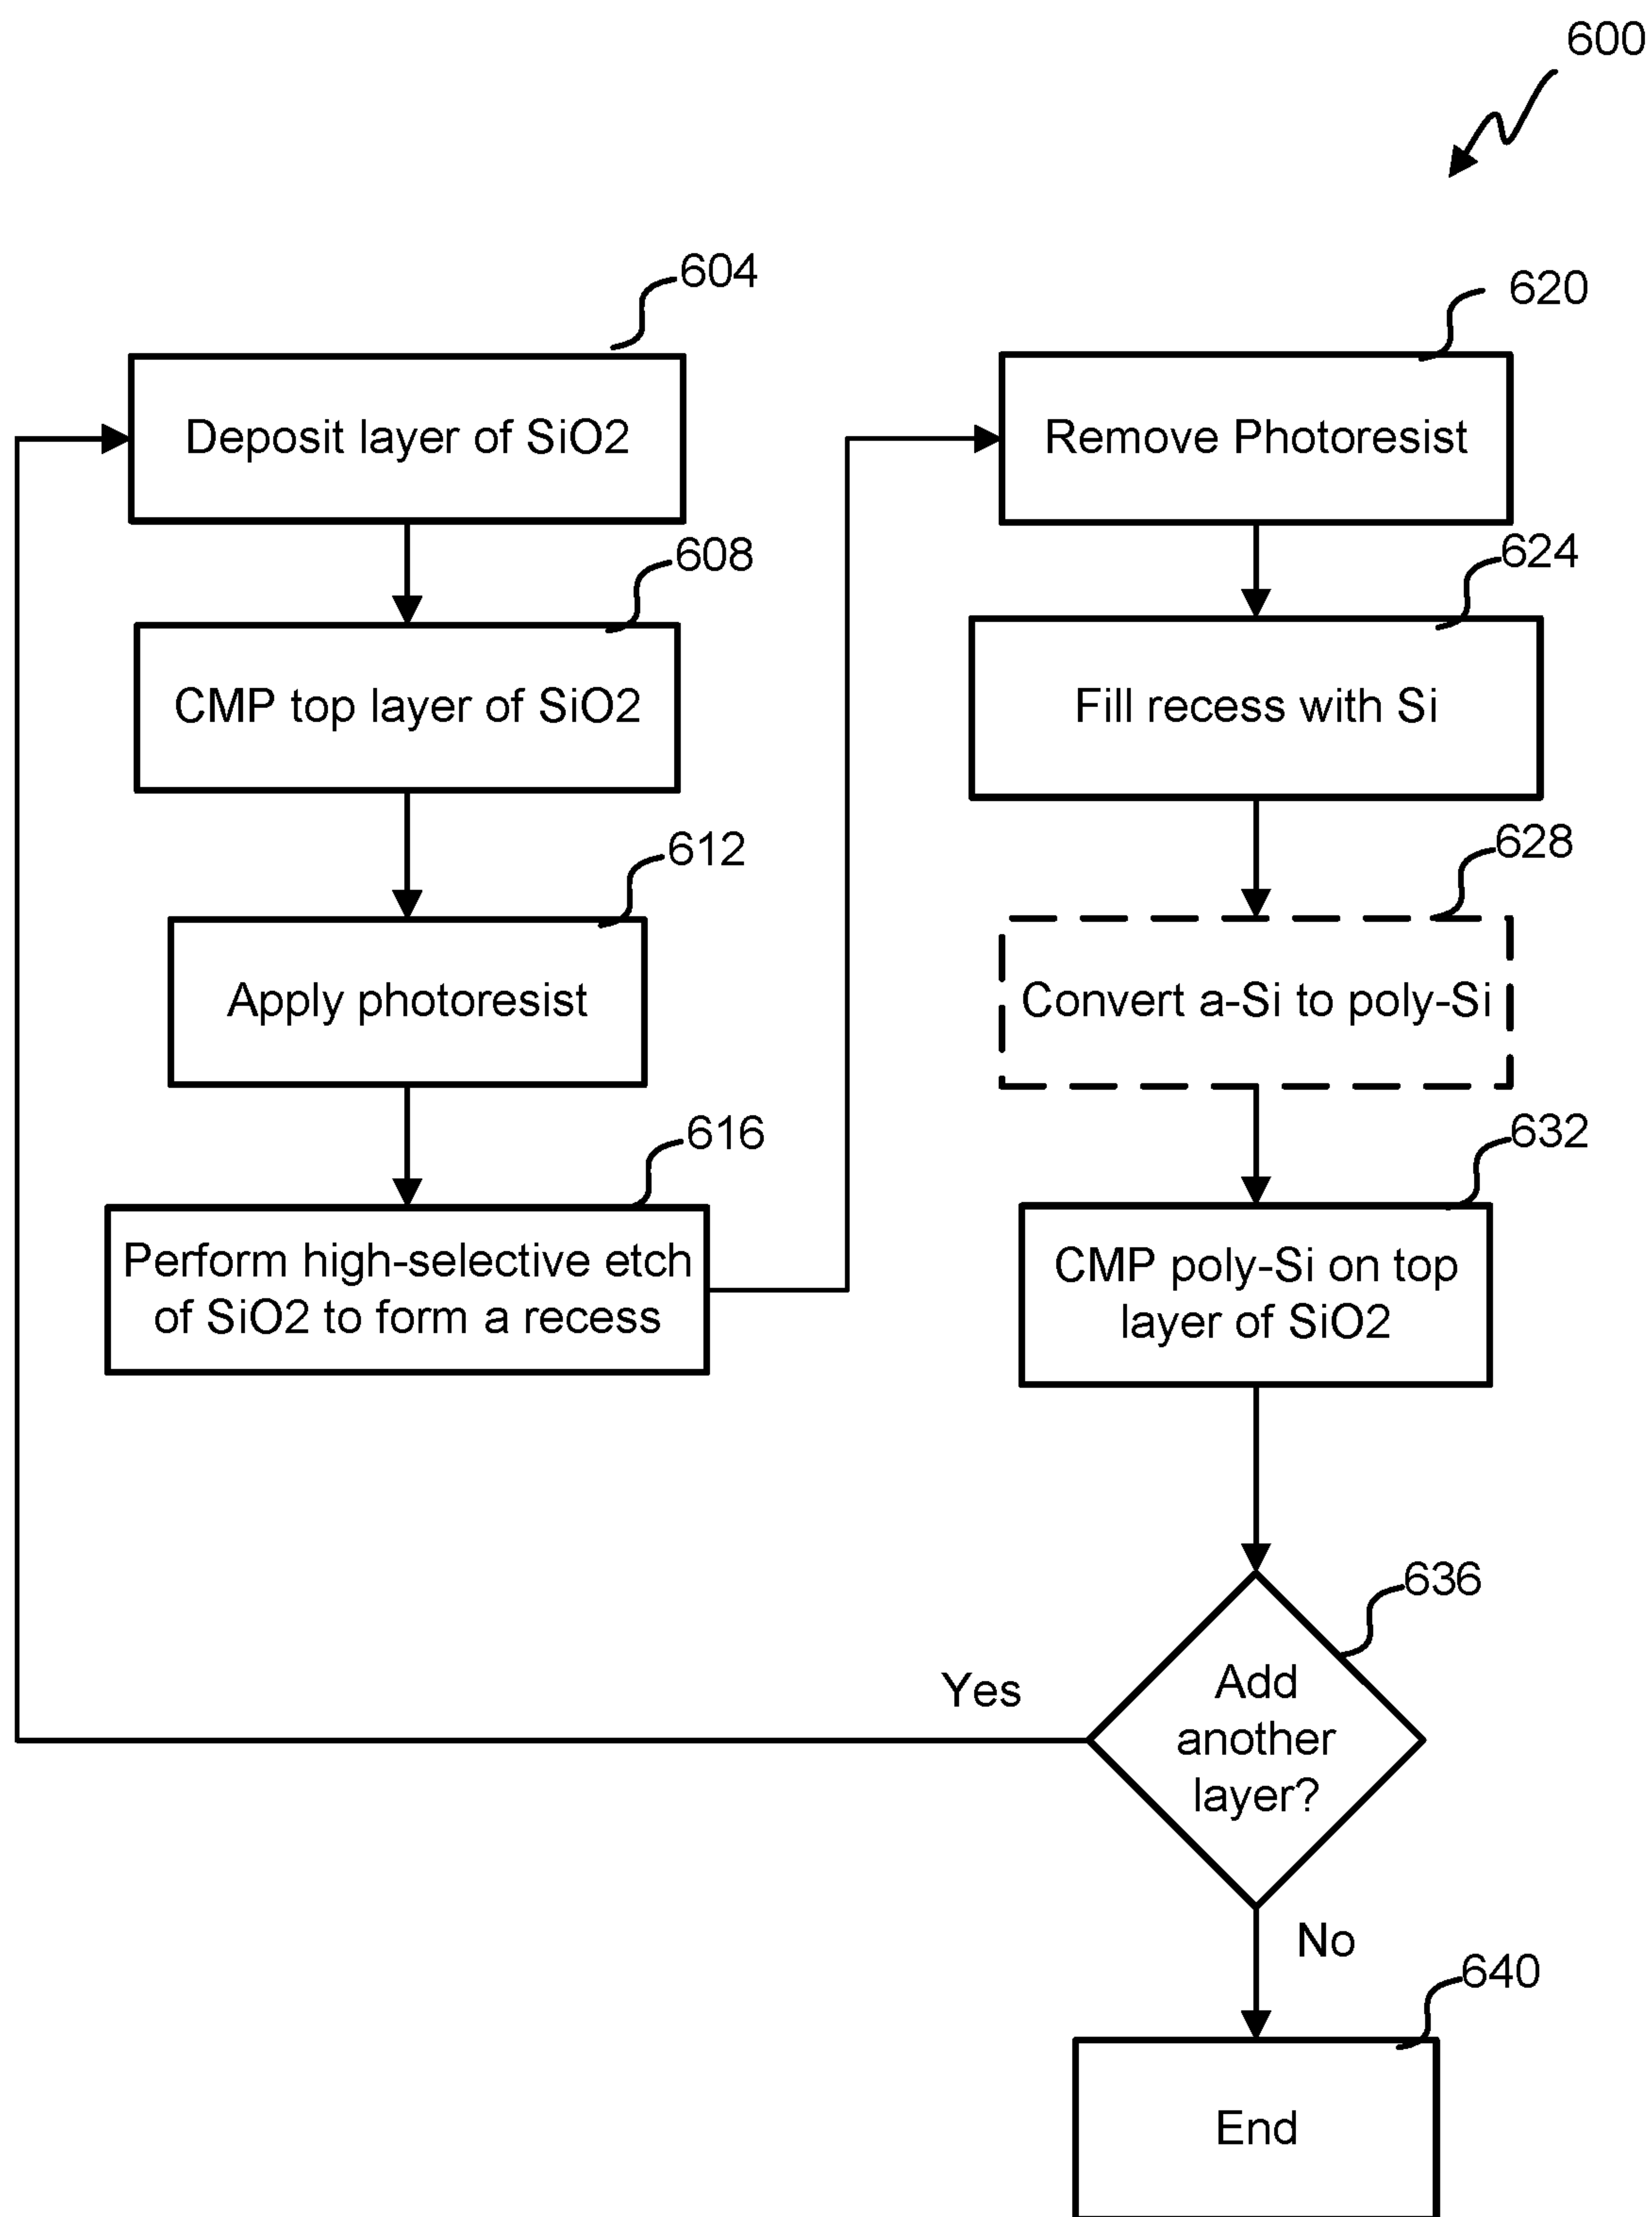 600
604
Deposit layer of SiO2
608
CMP top layer of SiO2
612
Apply photoresist
616
Perform high-selective etch
of SiO2 to form a recess
620
Remove Photoresist
624
Fill recess with Si
628
Convert a-Si to poly-Si
632
CMP poly-Si on top
layer of SiO2
636
Add
another
layer?
Yes
No
640
End